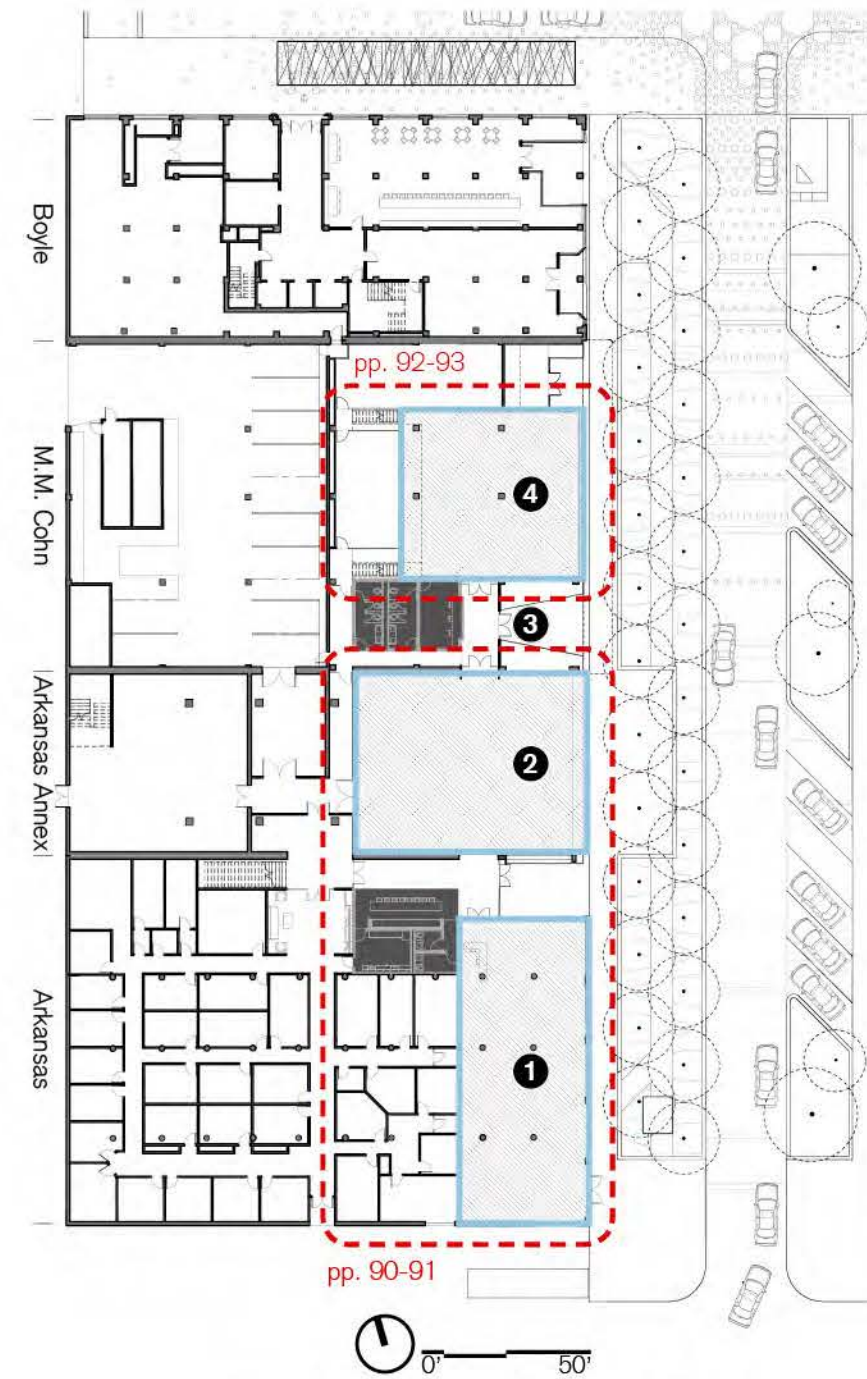 Boyle
pp. 92-93
M.M. Cohn
4
3
Arkansas Annex
2
Arkansas
1
pp. 90-91
0' 50'